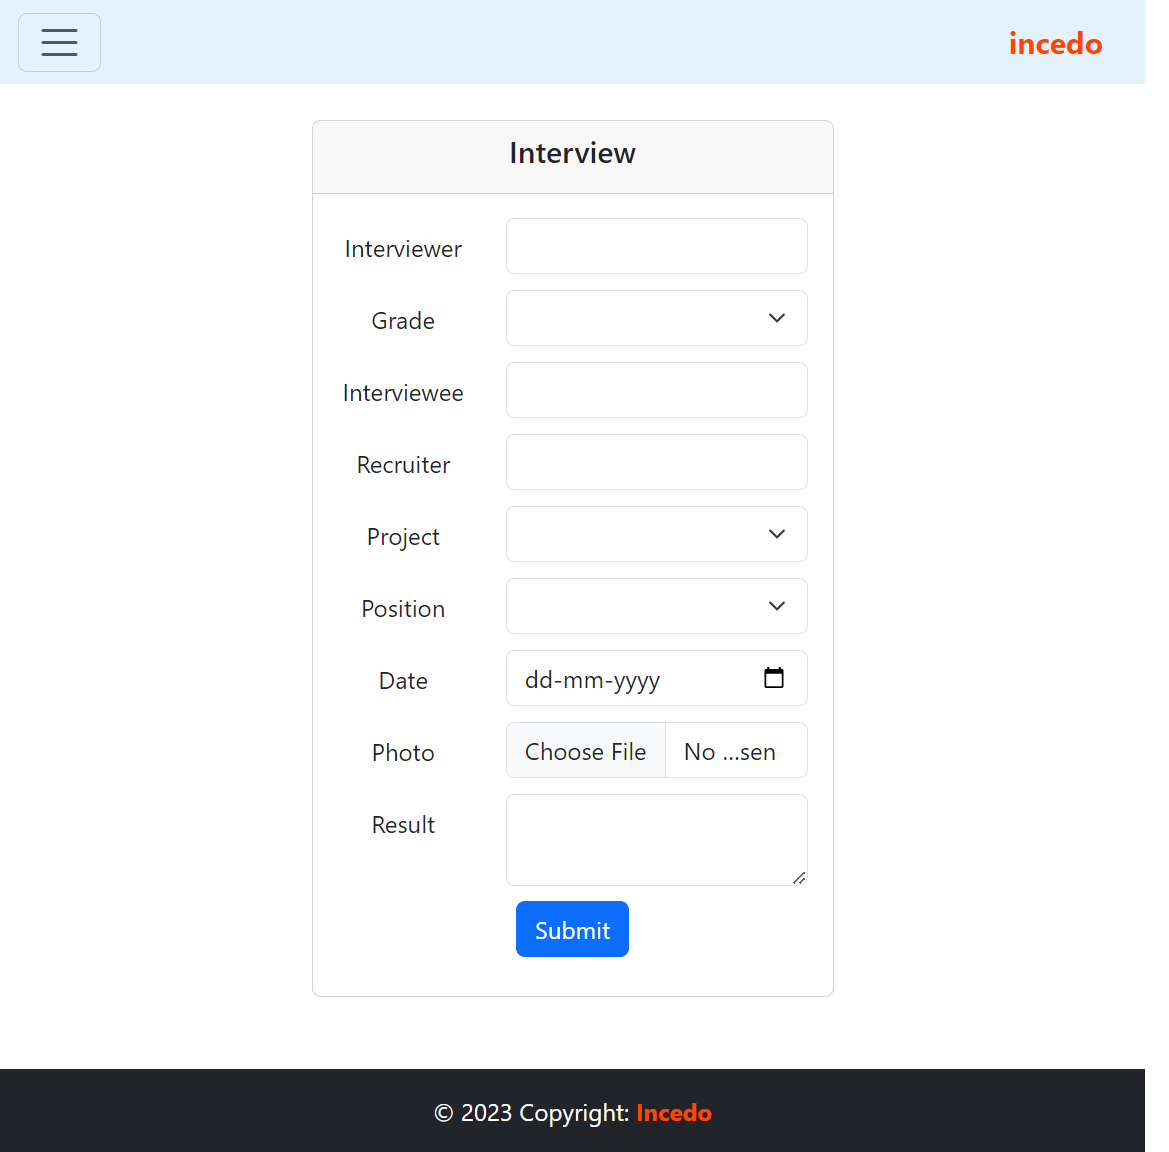 incedo
Interview
Interviewer
Grade
Interviewee
Recruiter
Project
Position
Date dd-mm-yyyy
Photo Choose File No ...sen
Result
Submit
© 2023 Copyright: Incedo